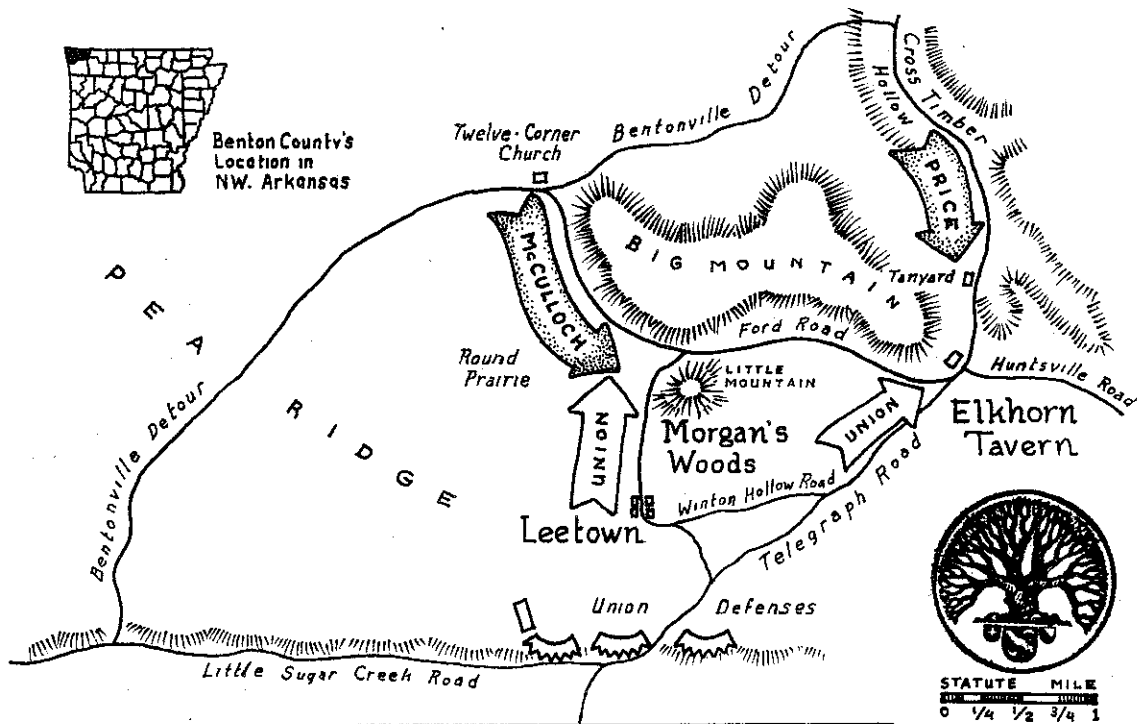 Benton County's
Location in
NW. Arkansas
Twelve-Corner
Church
Bentonville Detour
Cross Timber
Hollow
PRICE
McCULLOCH
BIG MOUNTAIN
Tanyard
Ford Road
PEA
RIDGE
Round
Prairie
LITTLE
MOUNTAIN
Huntsville Road
Bentonville Detour
UNION
Morgan's
Woods
UNION
Elkhorn
Tavern
Winton Hollow Road
Telegraph Road
Leetown
Union Defenses
Little Sugar Creek Road
STATUTE MILE
0 1/4 1/2 3/4 1